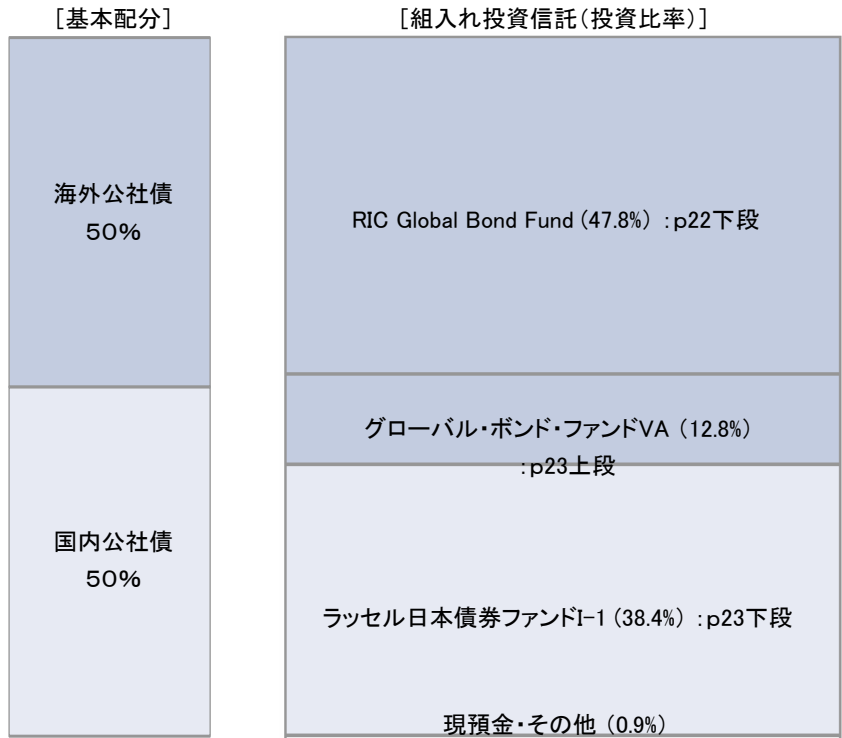 [基本配分]
[組入れ投資信託(投資比率)]
海外公社債
50%
国内公社債
50%
RIC Global Bond Fund (47.8%) :p22下段
グローバル・ボンド・ファンドVA (12.8%)
:p23上段
ラッセル日本債券ファンドI-1 (38.4%) :p23下段
現預金・その他 (0.9%)